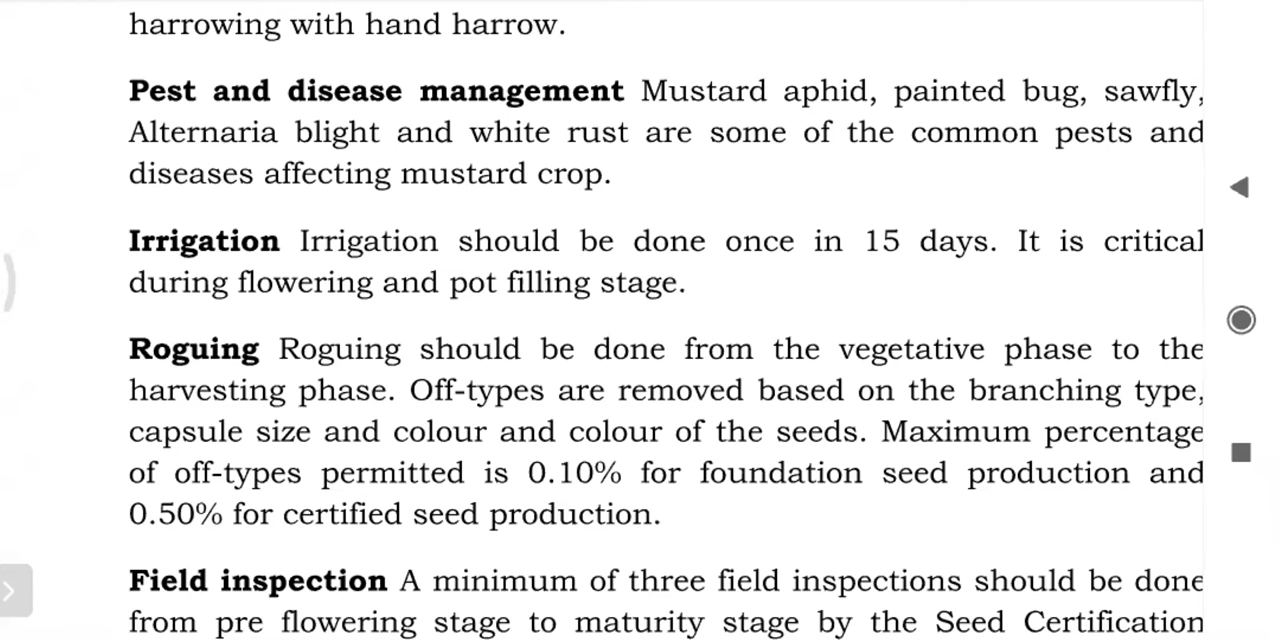 harrowing with hand harrow.
Pest and disease management Mustard aphid, painted bug, sawfly,
Alternaria blight and white rust are some of the common pests and
diseases affecting mustard crop.
Irrigation Irrigation should be done once in 15 days. It is critical
during flowering and pot filling stage.
Roguing Roguing should be done from the vegetative phase to the
harvesting phase. Off-types are removed based on the branching type,
capsule size and colour and colour of the seeds. Maximum percentage
of off-types permitted is 0.10% for foundation seed production and
0.50% for certified seed production.
Field inspection A minimum of three field inspections should be done
from pre flowering stage to maturity stage by the Seed Certification